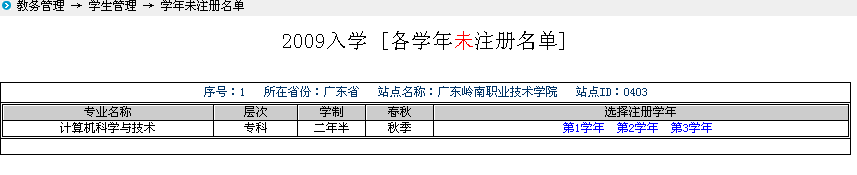 教务管理 → 学生管理 → 学年未注册名单
2009入学 [各学年未注册名单]
序号：1 所在省份：广东省 站点名称：广东岭南职业技术学院 站点ID：0403
专业名称 层次 学制 春秋 选择注册学年
计算机科学与技术 专科 二年半 秋季 第1学年 第2学年 第3学年